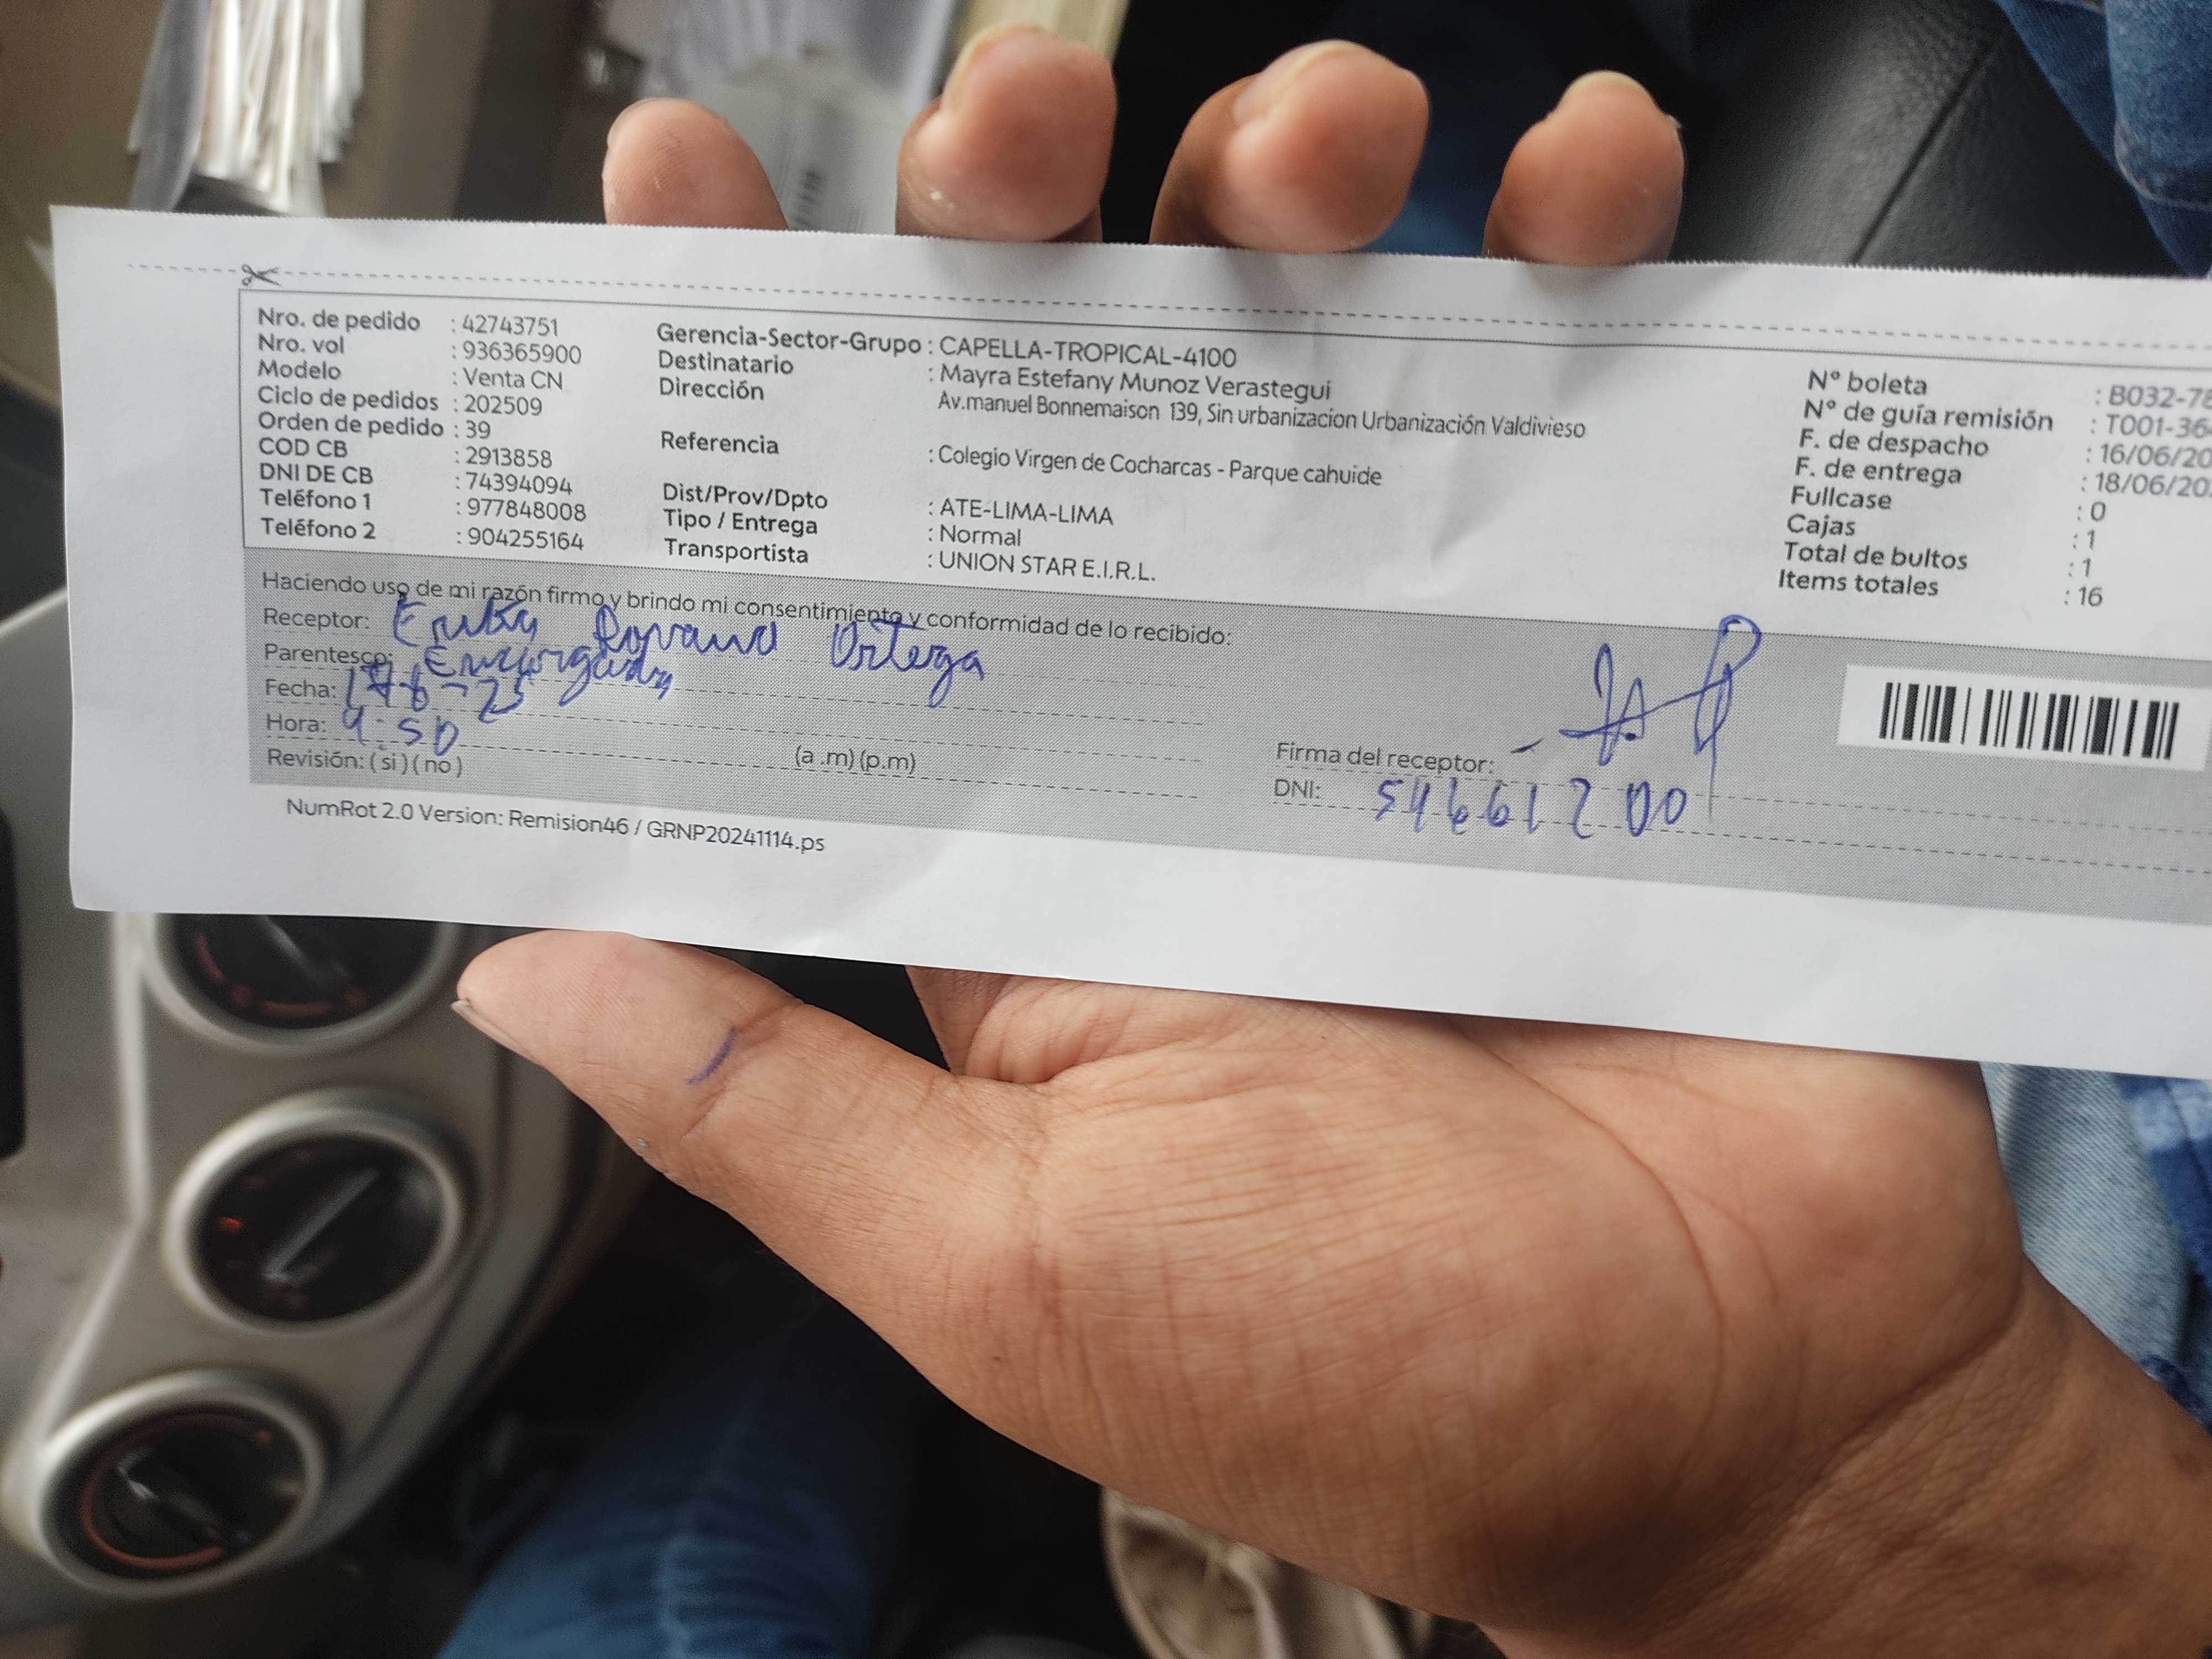 Nro. de pedido : 42743751
Nro. vol : 936365900
Modelo : Venta CN
Ciclo de pedidos : 202509
Orden de pedido : 39
COD CB : 2913858
DNI DE CB : 74394094
Teléfono 1 : 977848008
Teléfono 2 : 904255164
Gerencia-Sector-Grupo : CAPELLA-TROPICAL-4100
Destinatario : Mayra Estefany Munoz Verastegui
Dirección Av.manuel Bonnemaison 139, Sin urbanizacion Urbanización Valdivieso
Referencia : Colegio Virgen de Cocharcas - Parque cahuide
Dist/Prov/Dpto : ATE-LIMA-LIMA
Tipo / Entrega : Normal
Transportista : UNION STAR E.I.R.L.
N° boleta : B032-78
N° de guía remisión : T001-364
F. de despacho : 16/06/20
F. de entrega : 18/06/20
Fullcase : 0
Cajas : 1
Total de bultos : 1
Items totales : 16
Haciendo uso de mi razón firmo y brindo mi consentimiento y conformidad de lo recibido:
Receptor: Ortega
Parentesco: Encargada
Fecha:
Hora: 4:50
(a .m) (p.m)
Revisión: ( si ) ( no )
Firma del receptor:
DNI: 54661200
NumRot 2.0 Version: Remision46 / GRNP20241114.ps